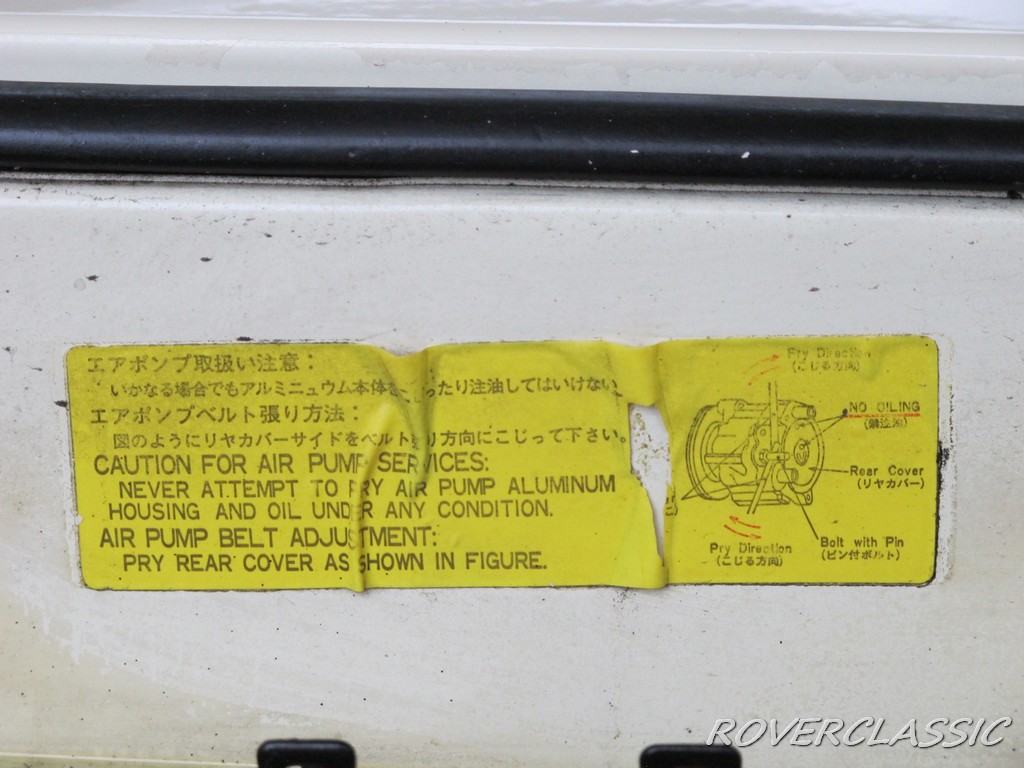 エアポンプ取扱い注意：
いかなる場合でもアルミニュウム本体をこじったり注油してはいけない
エアポンプベルト張り方法：
図のようにリヤカバーサイドをベルト張り方向にこじって下さい。
CAUTION FOR AIR PUMP SERVICES:
NEVER ATTEMPT TO PRY AIR PUMP ALUMINUM
HOUSING AND OIL UNDER ANY CONDITION.
AIR PUMP BELT ADJUSTMENT:
PRY REAR COVER AS SHOWN IN FIGURE.
Pry Direction
(こじる方向)
NO OILING
Rear Cover
(リヤカバー)
Bolt with Pin
(ピン付ボルト)
Pry Direction
(こじる方向)
ROVERCLASSIC